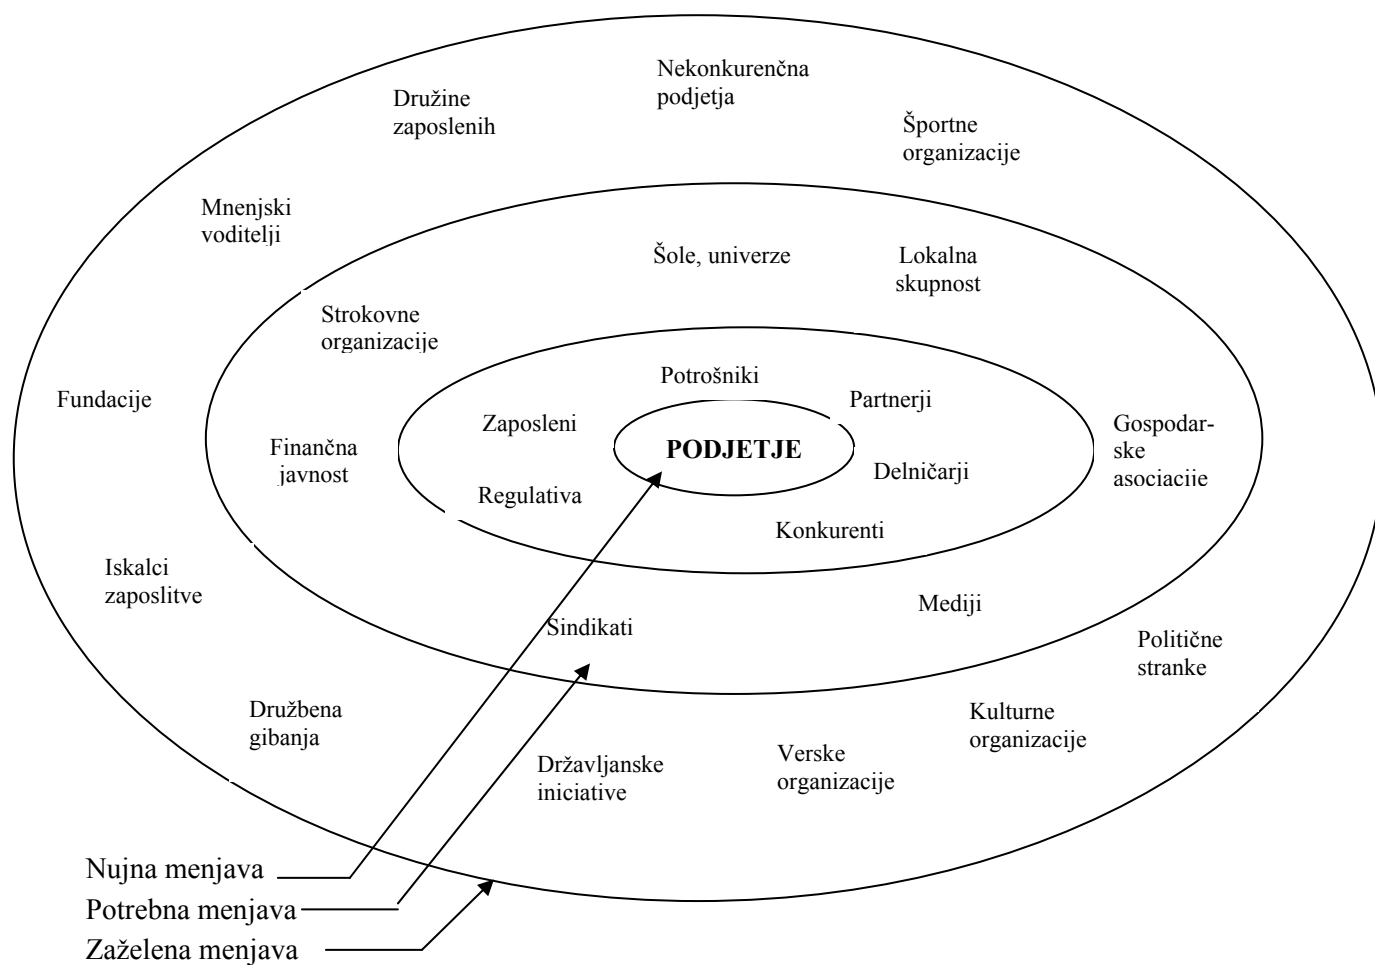 Nekonkurenčna
podjetja
Družine
zaposlenih
Športne
organizacije
Mnenjski
voditelji
Šole, univerze
Lokalna
skupnost
Strokovne
organizacije
Potrošniki
Fundacije
Partnerji
Zaposleni
Gospodar-
ske
asociacije
Finančna
javnost
PODJETJE
Delničarji
Regulativa
Konkurenti
Iskalci
zaposlitve
Mediji
Sindikati
Politične
stranke
Družbena
gibanja
Kulturne
organizacije
Verske
organizacije
Državljanske
iniciative
Nujna menjava
Potrebna menjava
Zaželena menjava